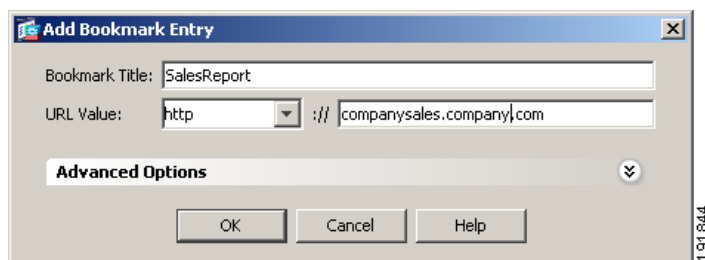 Add Bookmark Entry
Bookmark Title: SalesReport
URL Value: http :// companysales.company.com
Advanced Options
OK Cancel Help
191844